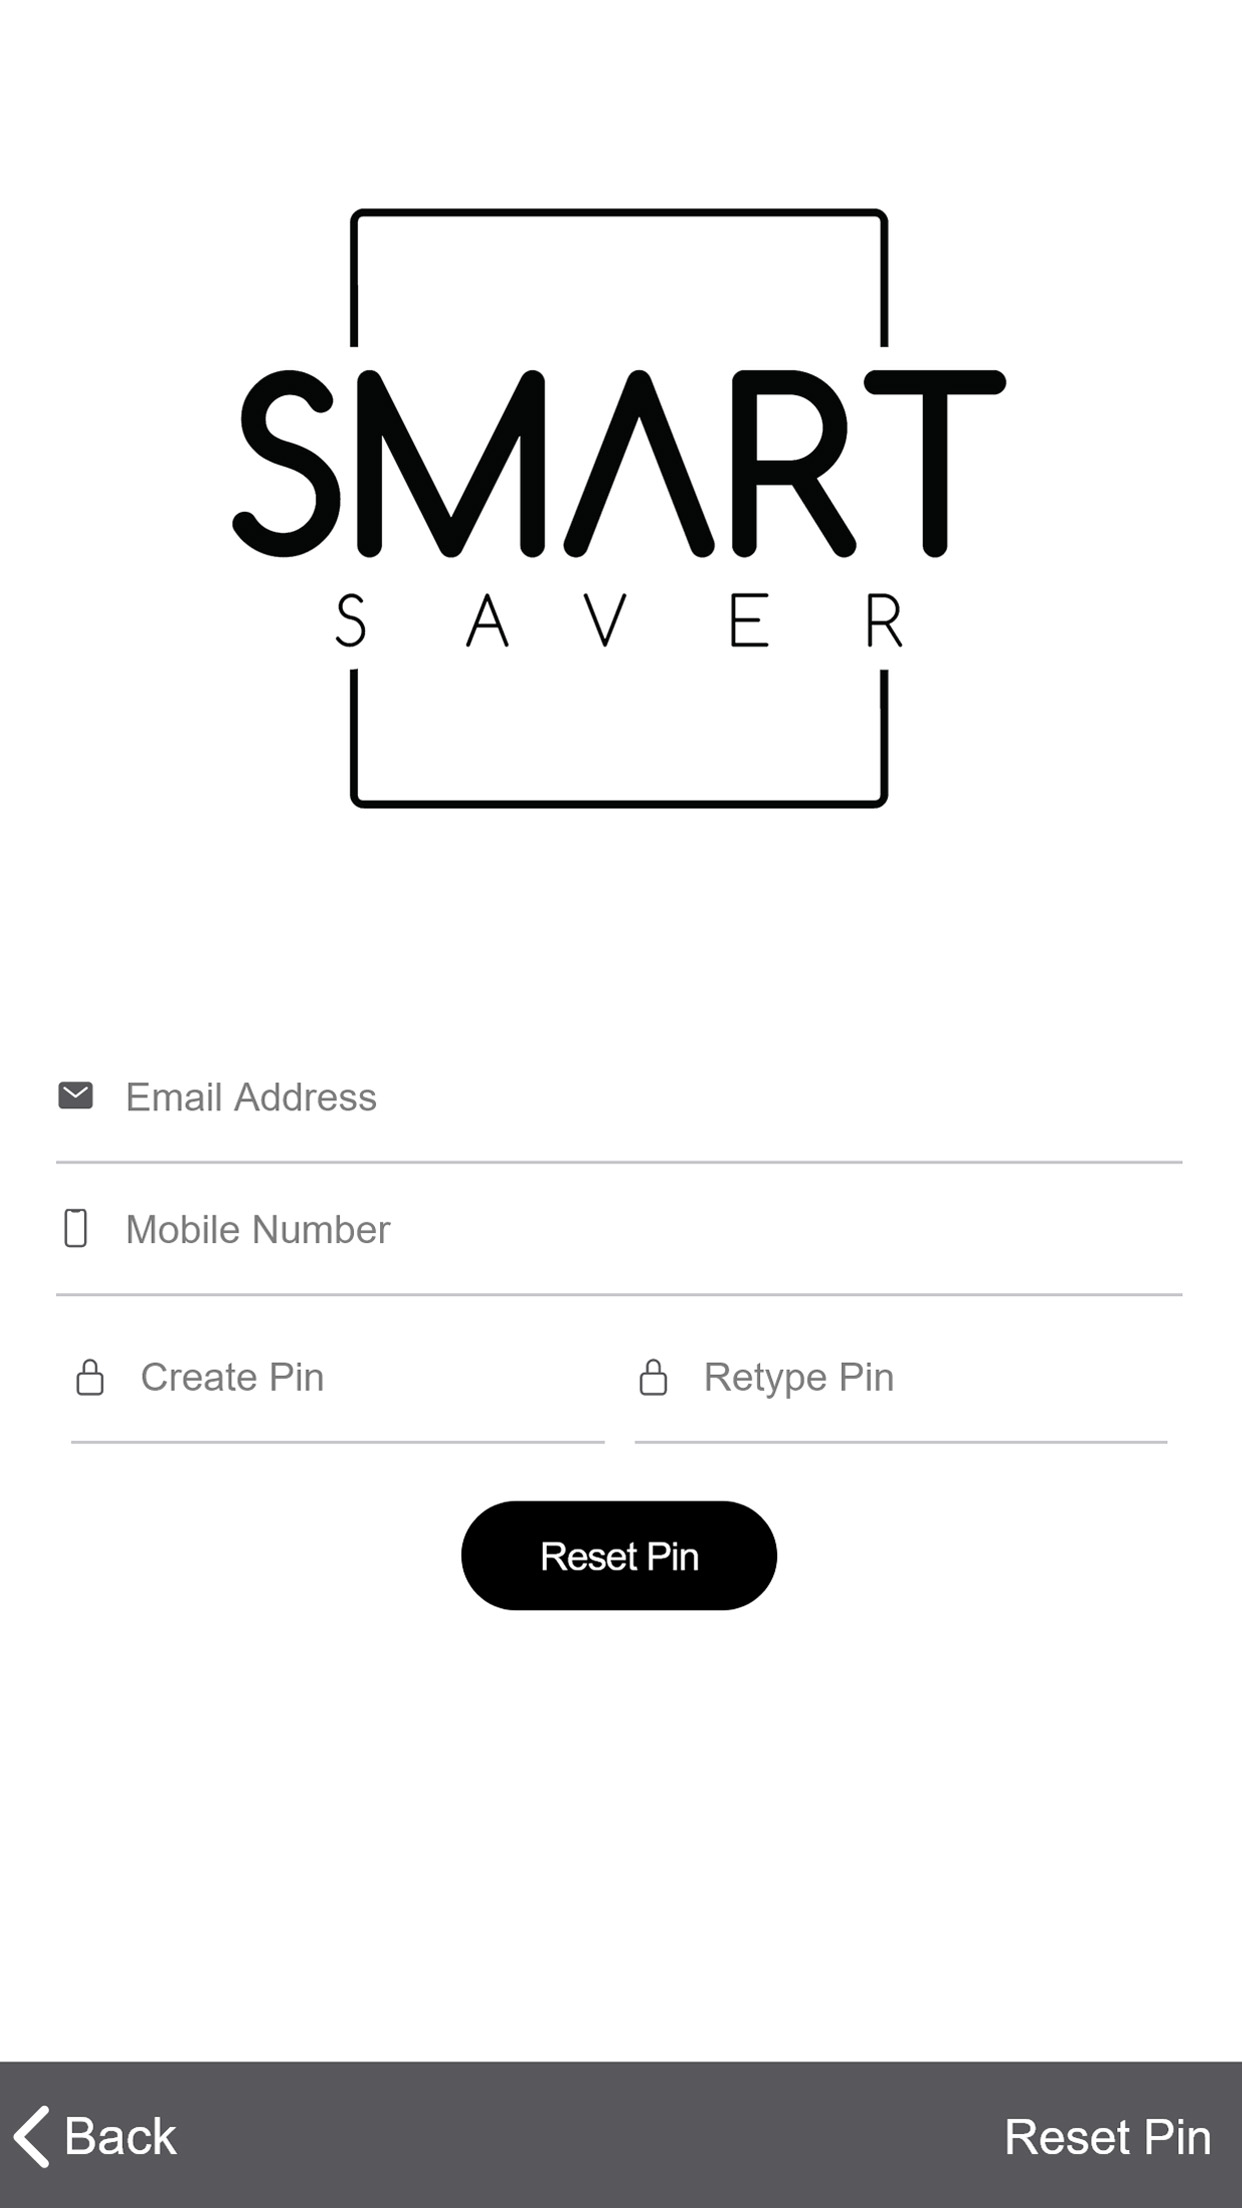 SMART
SAVER
Email Address
Mobile Number
Create Pin Retype Pin
Reset Pin
Back Reset Pin